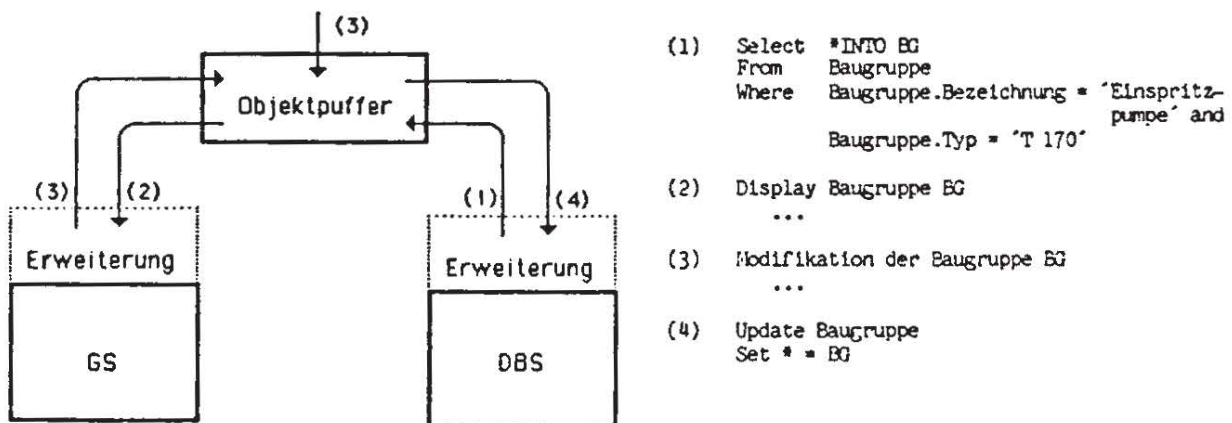 (3)
Objektpuffer
(3) (2) (1) (4)
Erweiterung
Erweiterung
GS
DBS
(1) Select *INTO BG
From Baugruppe
Where Baugruppe.Bezeichnung = ´Einspritz-
pumpe´ and
Baugruppe.Typ = ´T 170´
(2) Display Baugruppe BG
...
(3) Modifikation der Baugruppe BG
...
(4) Update Baugruppe
Set * = BG